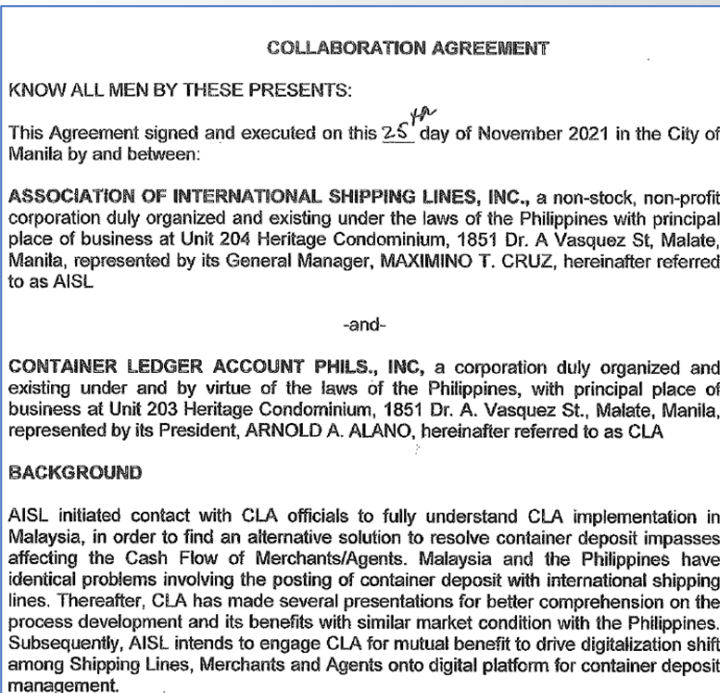 COLLABORATION AGREEMENT
KNOW ALL MEN BY THESE PRESENTS:
This Agreement signed and executed on this 25th day of November 2021 in the City of
Manila by and between:
ASSOCIATION OF INTERNATIONAL SHIPPING LINES, INC., a non-stock, non-profit
corporation duly organized and existing under the laws of the Philippines with principal
place of business at Unit 204 Heritage Condominium, 1851 Dr. A Vasquez St, Malate,
Manila, represented by its General Manager, MAXIMINO T. CRUZ, hereinafter referred
to as AISL
-and-
CONTAINER LEDGER ACCOUNT PHILS., INC, a corporation duly organized and
existing under and by virtue of the laws of the Philippines, with principal place of
business at Unit 203 Heritage Condominium, 1851 Dr. A. Vasquez St., Malate, Manila,
represented by its President, ARNOLD A. ALANO, hereinafter referred to as CLA
BACKGROUND
AISL initiated contact with CLA officials to fully understand CLA implementation in
Malaysia, in order to find an alternative solution to resolve container deposit impasses
affecting the Cash Flow of Merchants/Agents. Malaysia and the Philippines have
identical problems involving the posting of container deposit with international shipping
lines. Thereafter, CLA has made several presentations for better comprehension on the
process development and its benefits with similar market condition with the Philippines.
Subsequently, AISL intends to engage CLA for mutual benefit to drive digitalization shift
among Shipping Lines, Merchants and Agents onto digital platform for container deposit
management.